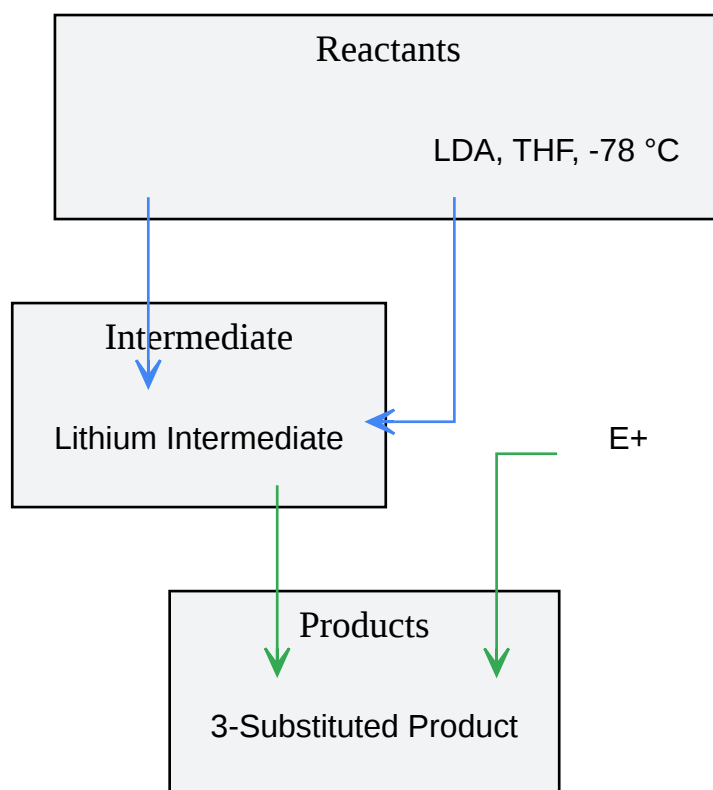 Reactants
LDA, THF, -78 °C
Intermediate
Lithium Intermediate
E+
Products
3-Substituted Product